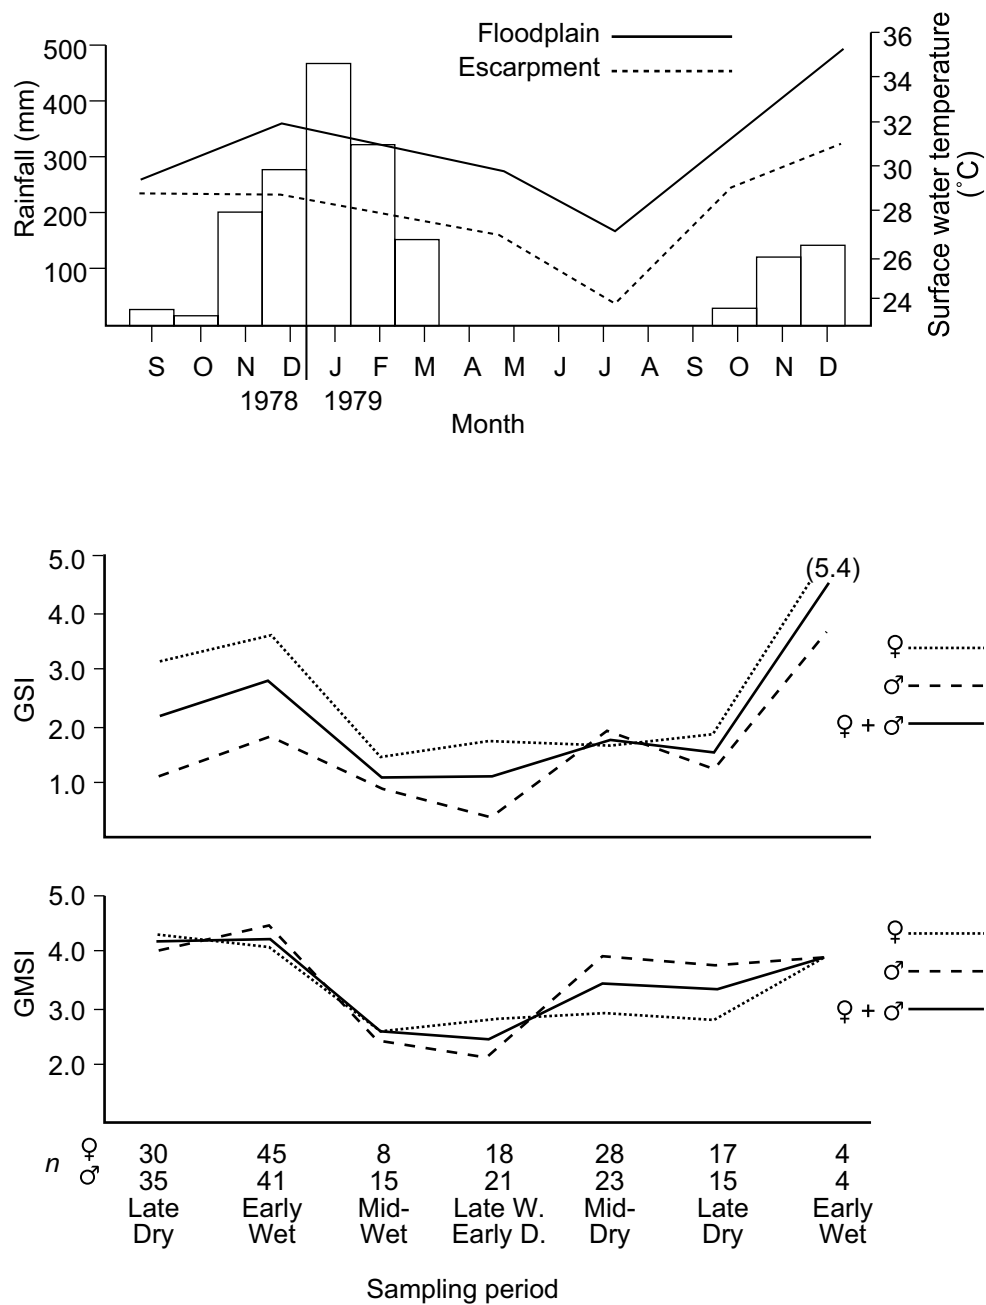 Floodplain
Escarpment
Rainfall (mm)
500
400
300
200
100
Surface water temperature
(°C)
36
34
32
30
28
26
24
S O N D J F M A M J J A S O N D
1978 1979
Month
GSI
5.0
4.0
3.0
2.0
1.0
(5.4)
♀
♂
♀ + ♂
GMSI
5.0
4.0
3.0
2.0
♀
♂
♀ + ♂
n ♀ 30 45 8 18 28 17 4
♂ 35 41 15 21 23 15 4
Late Early Mid- Late W. Mid- Late Early
Dry Wet Wet Early D. Dry Dry Wet
Sampling period